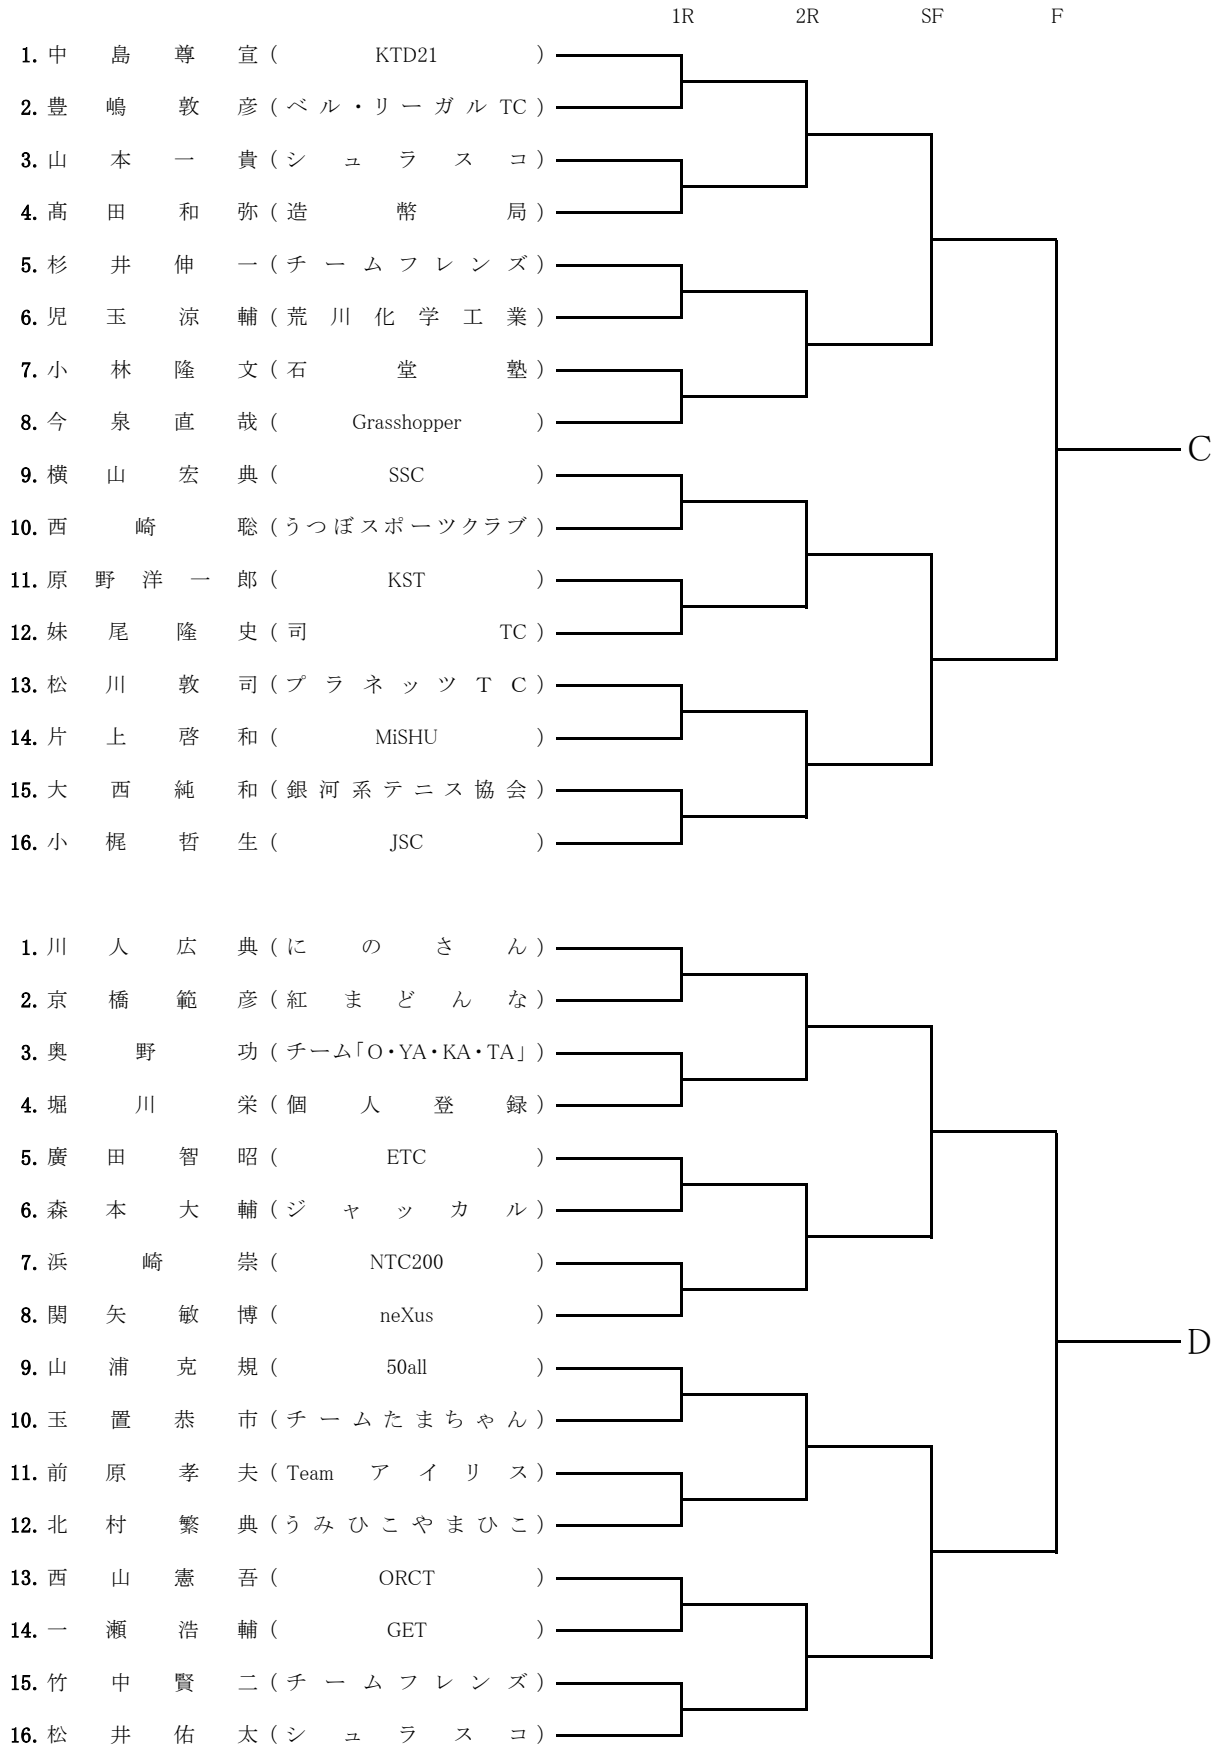 1R 2R SF F
1. 中島尊宣 ( KTD21 )
2. 豊嶋敦彦 ( ベル・リーガルTC )
3. 山本一貴 ( シュラスコ )
4. 髙田和弥 ( 造幣局 )
5. 杉井伸一 ( チームフレンズ )
6. 児玉涼輔 ( 荒川化学工業 )
7. 小林隆文 ( 石堂塾 )
8. 今泉直哉 ( Grasshopper )
C
9. 横山宏典 ( SSC )
10. 西崎聡 ( うつぼスポーツクラブ )
11. 原野洋一郎 ( KST )
12. 妹尾隆史 ( 司TC )
13. 松川敦司 ( プラネッツTC )
14. 片上啓和 ( MiSHU )
15. 大西純和 ( 銀河系テニス協会 )
16. 小梶哲生 ( JSC )
1. 川人広典 ( にのさん )
2. 京橋範彦 ( 紅まどんな )
3. 奥野功 ( チーム「O・YA・KA・TA」 )
4. 堀川栄 ( 個人登録 )
5. 廣田智昭 ( ETC )
6. 森本大輔 ( ジャッカル )
7. 浜崎崇 ( NTC200 )
8. 関矢敏博 ( neXus )
D
9. 山浦克規 ( 50all )
10. 玉置恭市 ( チームたまちゃん )
11. 前原孝夫 ( Team アイリス )
12. 北村繁典 ( うみひこやまひこ )
13. 西山憲吾 ( ORCT )
14. 一瀬浩輔 ( GET )
15. 竹中賢二 ( チームフレンズ )
16. 松井佑太 ( シュラスコ )